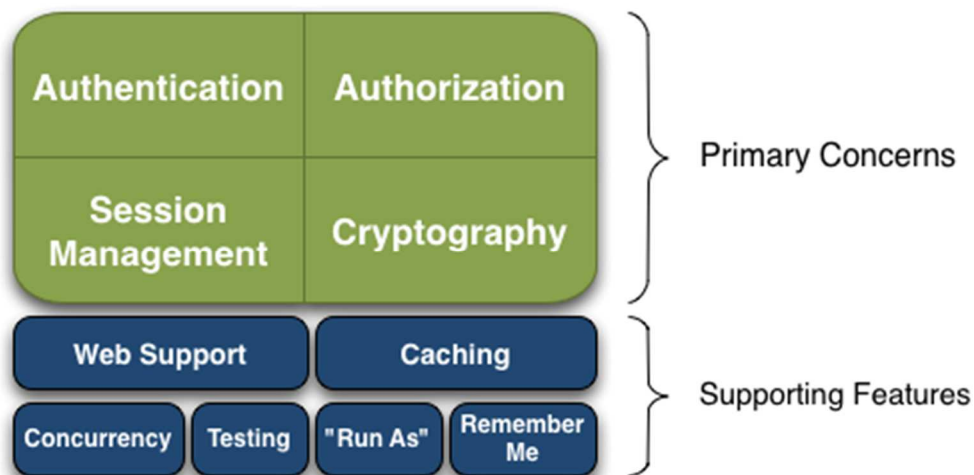 Authentication
Authorization
Primary Concerns
Session
Management
Cryptography
Web Support
Caching
Supporting Features
Concurrency
Testing
"Run As"
Remember
Me